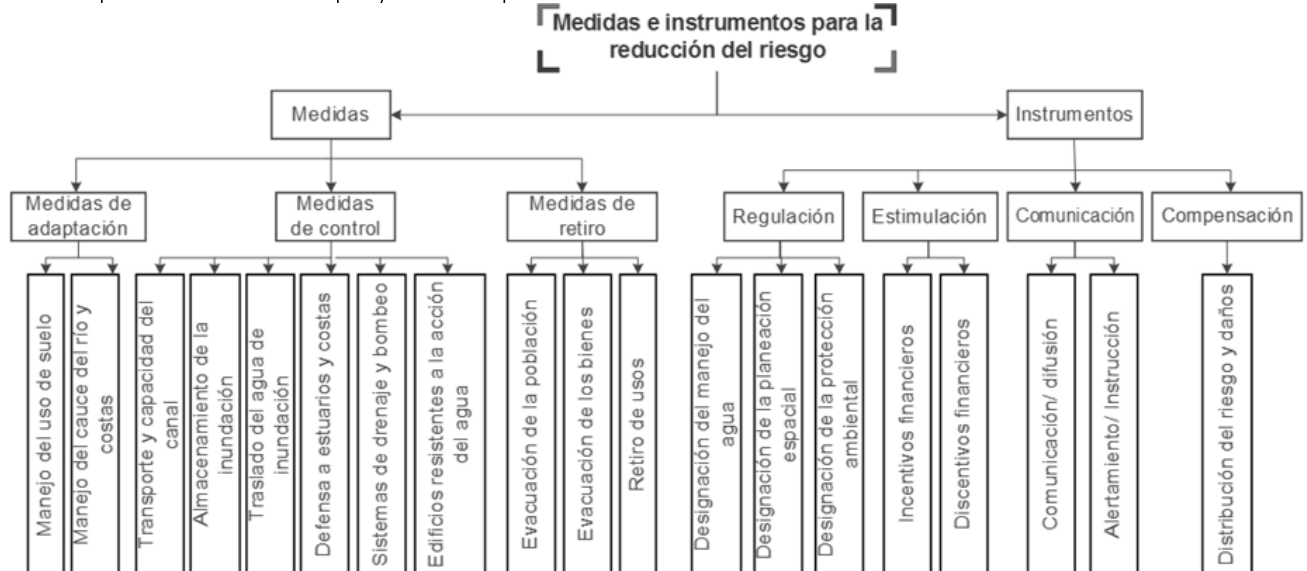 Medidas e instrumentos para la
reducción del riesgo
Medidas
Instrumentos
Medidas de
adaptación
Medidas
de control
Medidas de
retiro
Regulación
Estimulación
Comunicación
Compensación
Manejo del uso de suelo
Manejo del cauce del río y
costas
Transporte y capacidad del
canal
Almacenamiento de la
inundación
Traslado del agua de
inundación
Defensa a estuarios y costas
Sistemas de drenaje y bombeo
Edificios resistentes a la acción
del agua
Evacuación de la población
Evacuación de los bienes
Retiro de usos
Designación del manejo del
agua
Designación de la planeación
espacial
Designación de la protección
ambiental
Incentivos financieros
Discentivos financieros
Comunicación/ difusión
Alertamiento/ Instrucción
Distribución del riesgo y daños